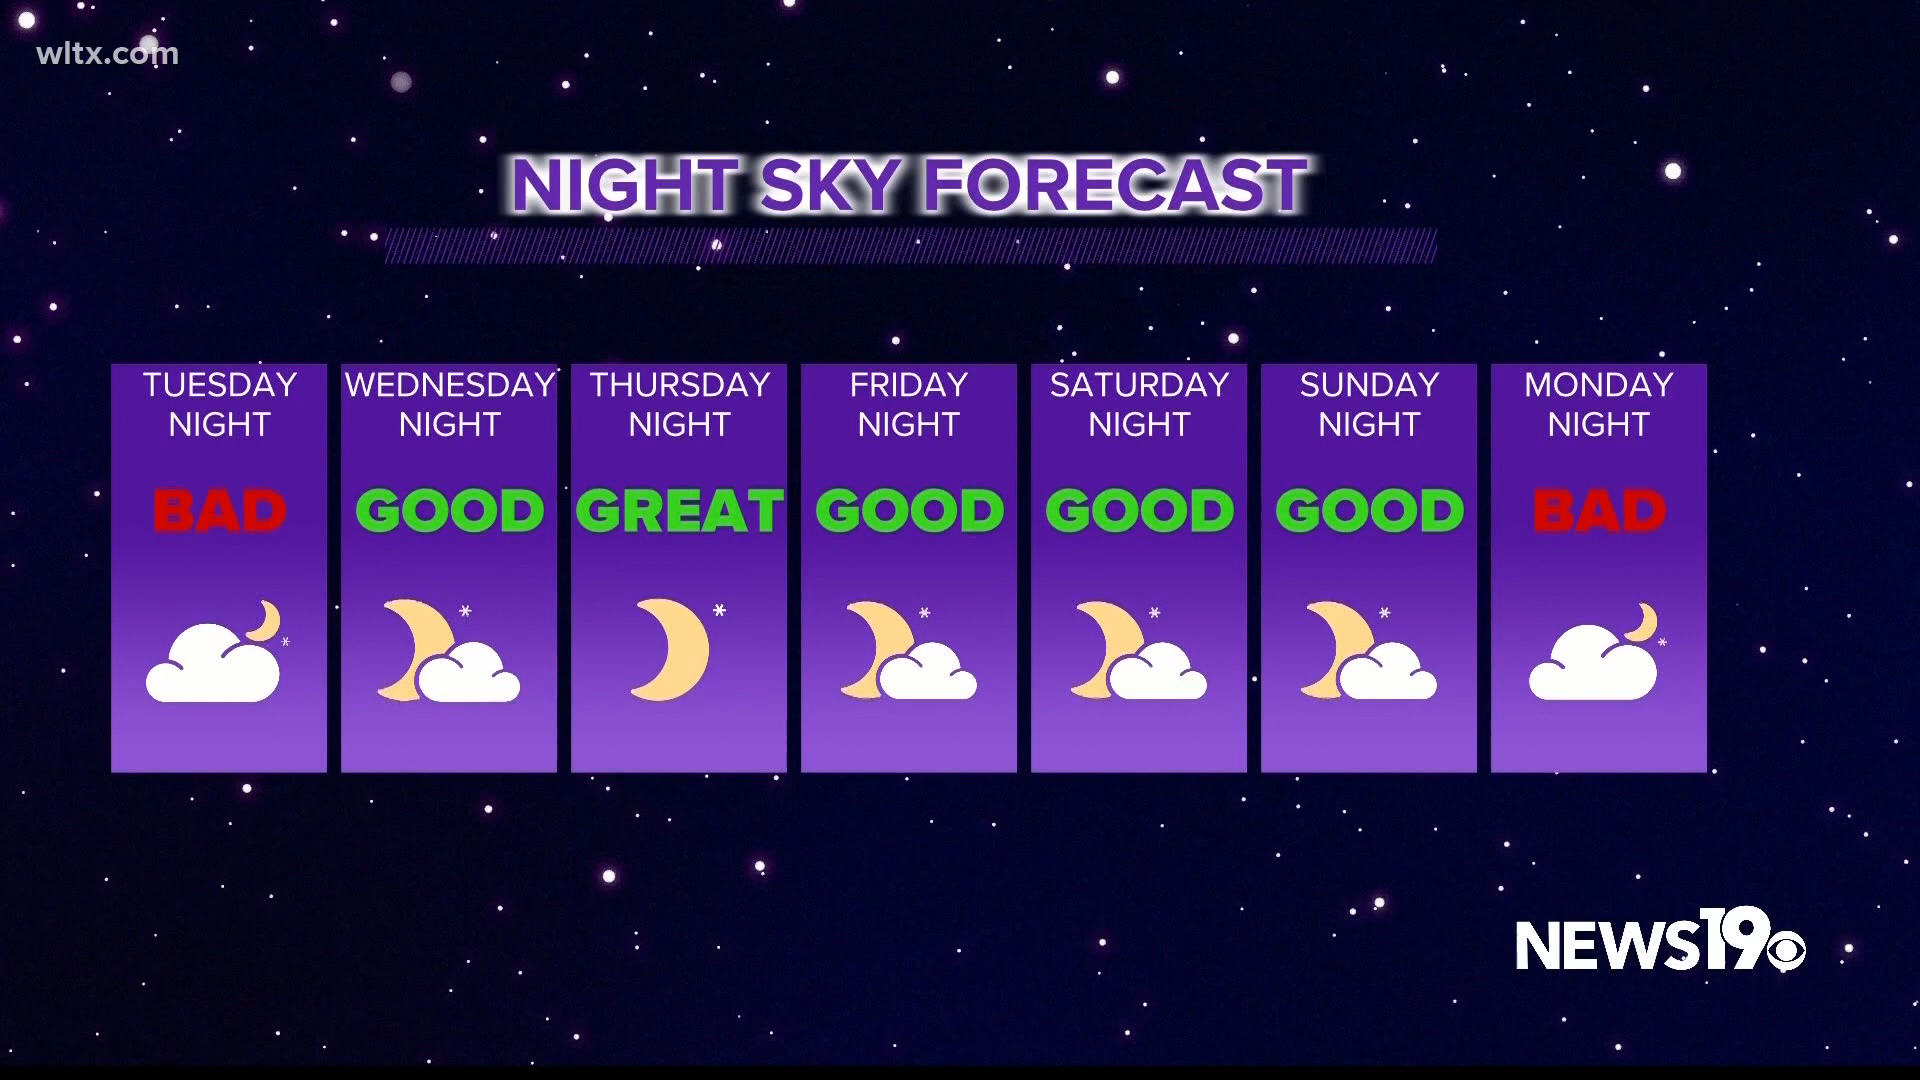 wltx.com
NIGHT SKY FORECAST
TUESDAY
NIGHT
BAD
WEDNESDAY
NIGHT
GOOD
THURSDAY
NIGHT
GREAT
FRIDAY
NIGHT
GOOD
SATURDAY
NIGHT
GOOD
SUNDAY
NIGHT
GOOD
MONDAY
NIGHT
BAD
NEWS19